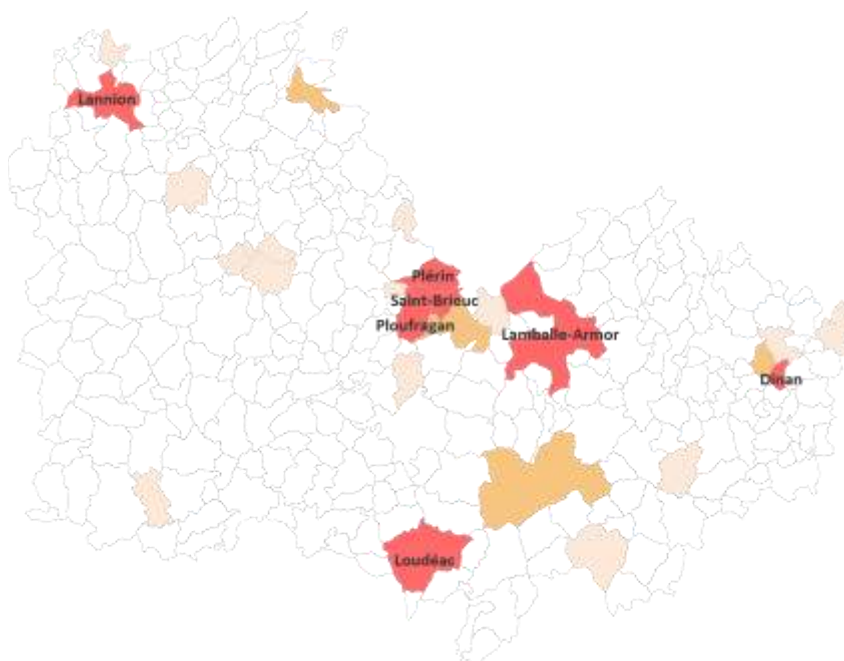 Lannion
Plérin
Saint-Brieuc
Ploufragan
Lamballe-Armor
Dinan
Loudéac